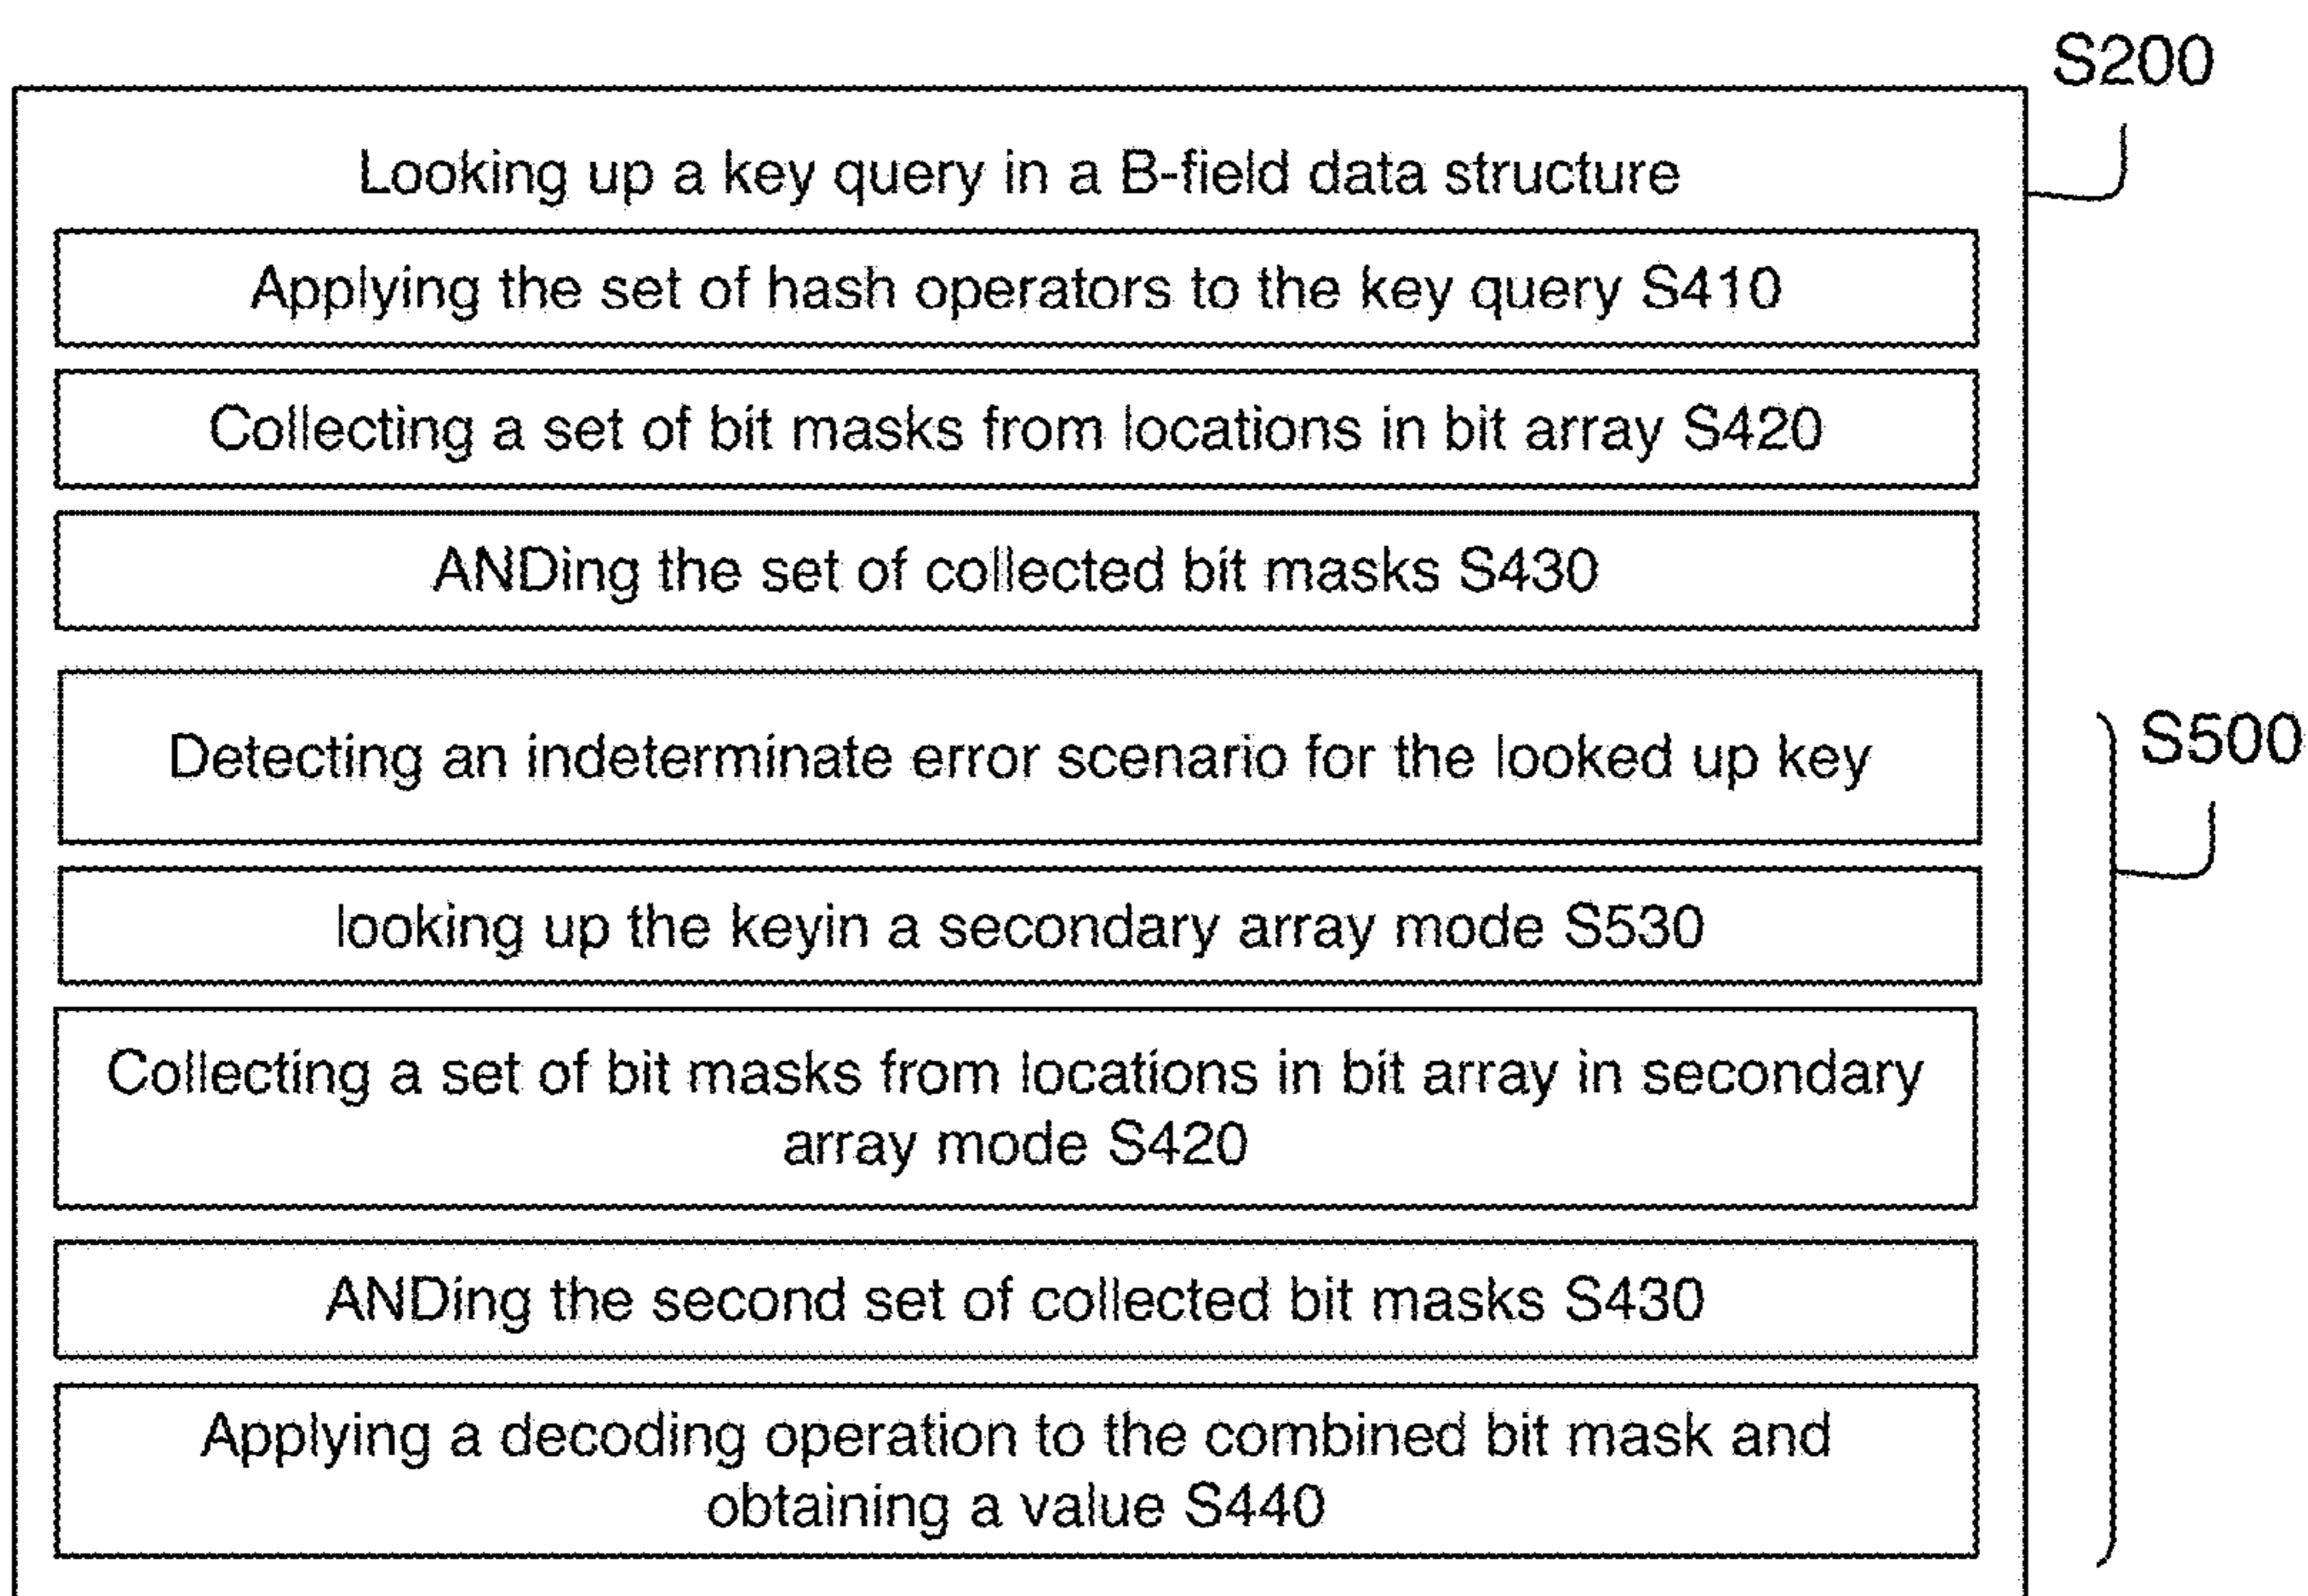 S200
Looking up a key query in a B-field data structure
Applying the set of hash operators to the key query S410
Collecting a set of bit masks from locations in bit array S420
ANDing the set of collected bit masks S430
Detecting an indeterminate error scenario for the looked up key
S500
looking up the keyin a secondary array mode S530
Collecting a set of bit masks from locations in bit array in secondary
array mode S420
ANDing the second set of collected bit masks S430
Applying a decoding operation to the combined bit mask and
obtaining a value S440